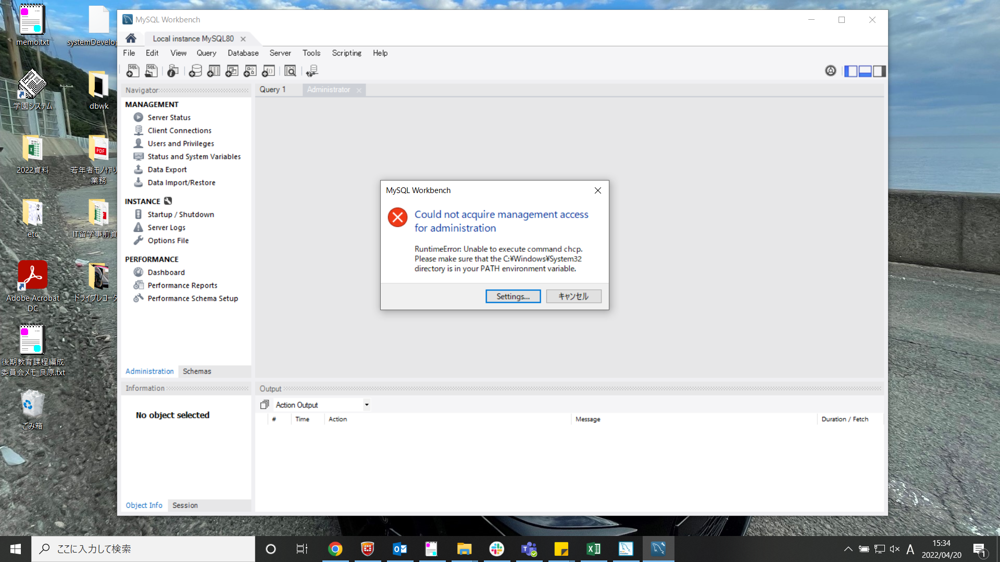 memo.txt
systemDevelop
学園システム
dbwk
2022資料
若年者モノ作り
業務
etc
IT留学事前資
Adobe Acrobat
DC
ドライブレコータ
後期教育課程編成
委員会メモ_良原.txt
ごみ箱
MySQL Workbench
Local instance MySQL80
File Edit View Query Database Server Tools Scripting Help
Navigator
Query 1 Administrator
MANAGEMENT
Server Status
Client Connections
Users and Privileges
Status and System Variables
Data Export
Data Import/Restore
INSTANCE
Startup / Shutdown
Server Logs
Options File
PERFORMANCE
Dashboard
Performance Reports
Performance Schema Setup
Administration Schemas
Information
No object selected
Object Info Session
MySQL Workbench
Could not acquire management access
for administration
RuntimeError: Unable to execute command chcp.
Please make sure that the C:¥Windows¥System32
directory is in your PATH environment variable.
Settings... キャンセル
Output
Action Output
# Time Action Message Duration / Fetch
ここに入力して検索
A
15:34
2022/04/20
1